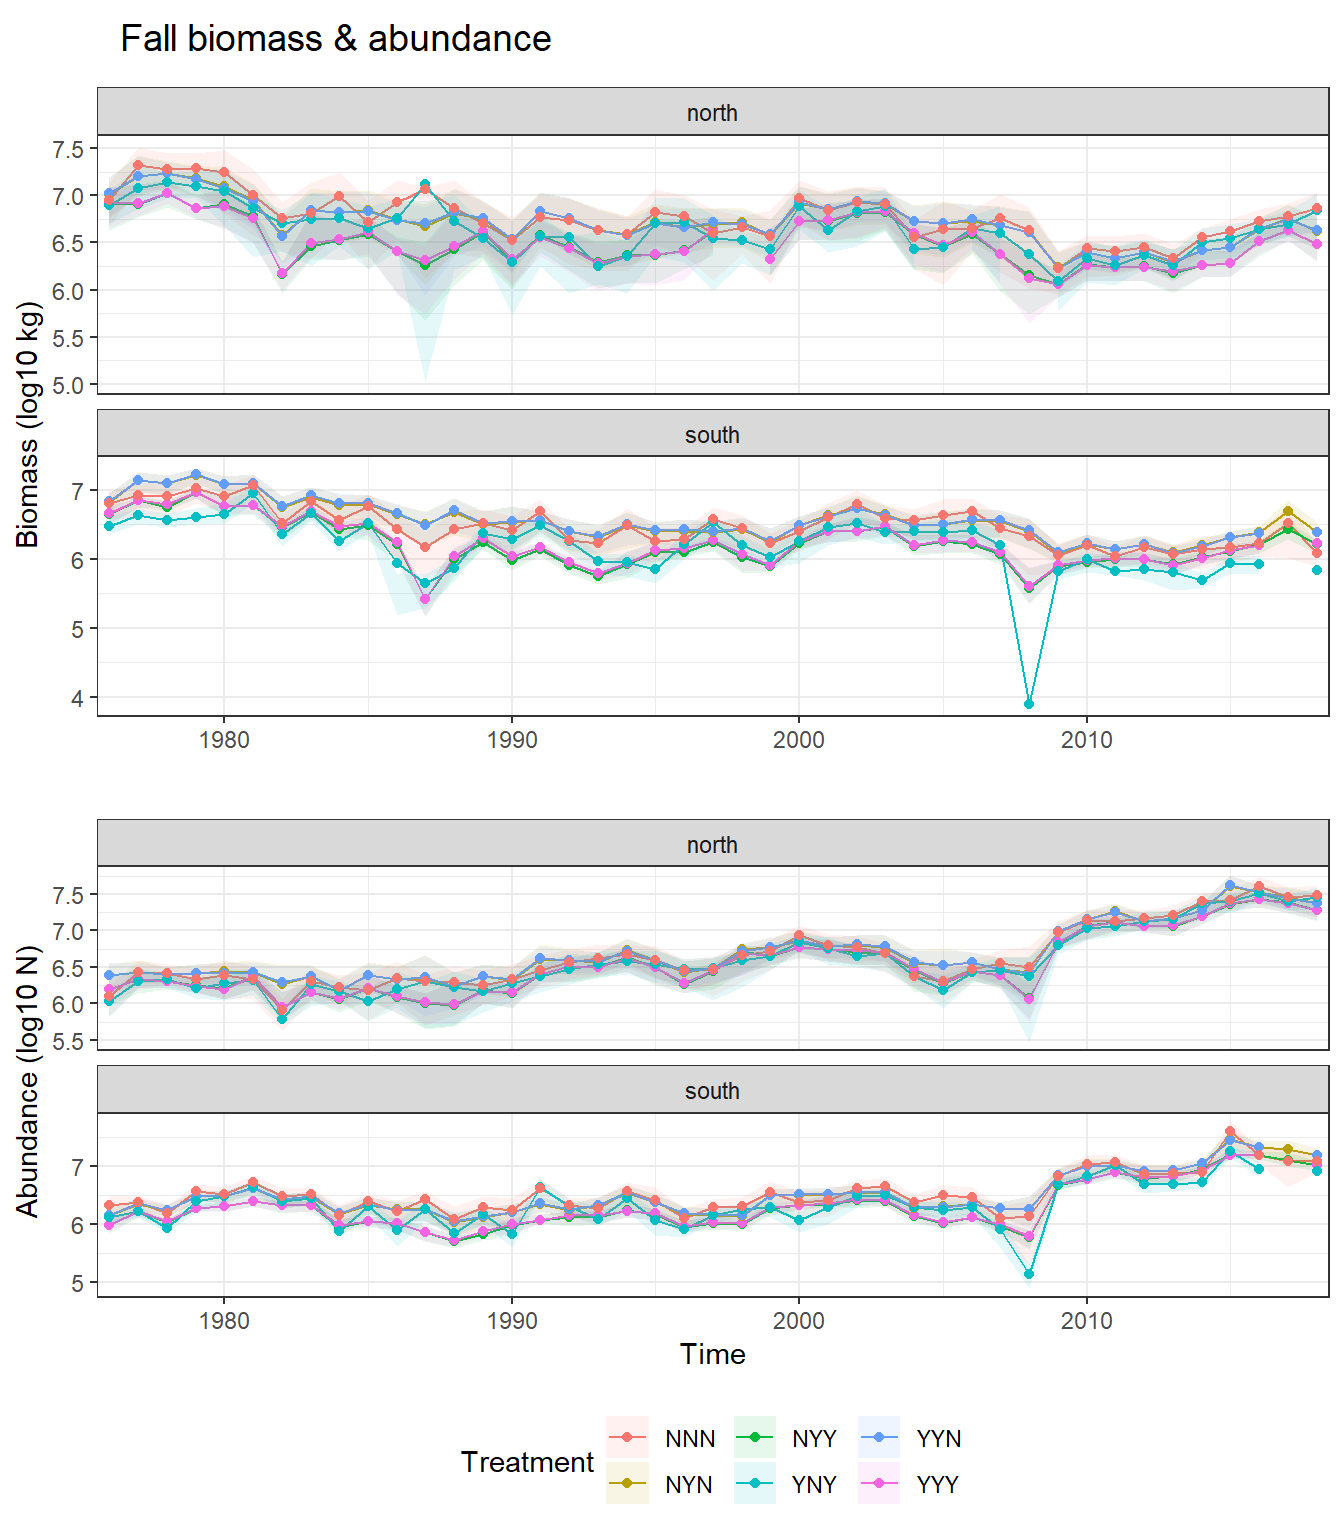 Fall biomass & abundance
north
7.5
7.0
6.5
6.0
5.5
5.0
Biomass (log10 kg)
south
7
6
5
4
1980 1990 2000 2010
north
7.5
7.0
6.5
6.0
5.5
Abundance (log10 N)
south
7
6
5
1980 1990 2000 2010
Time
Treatment
NNN NYY YYN
NYN YNY YYY